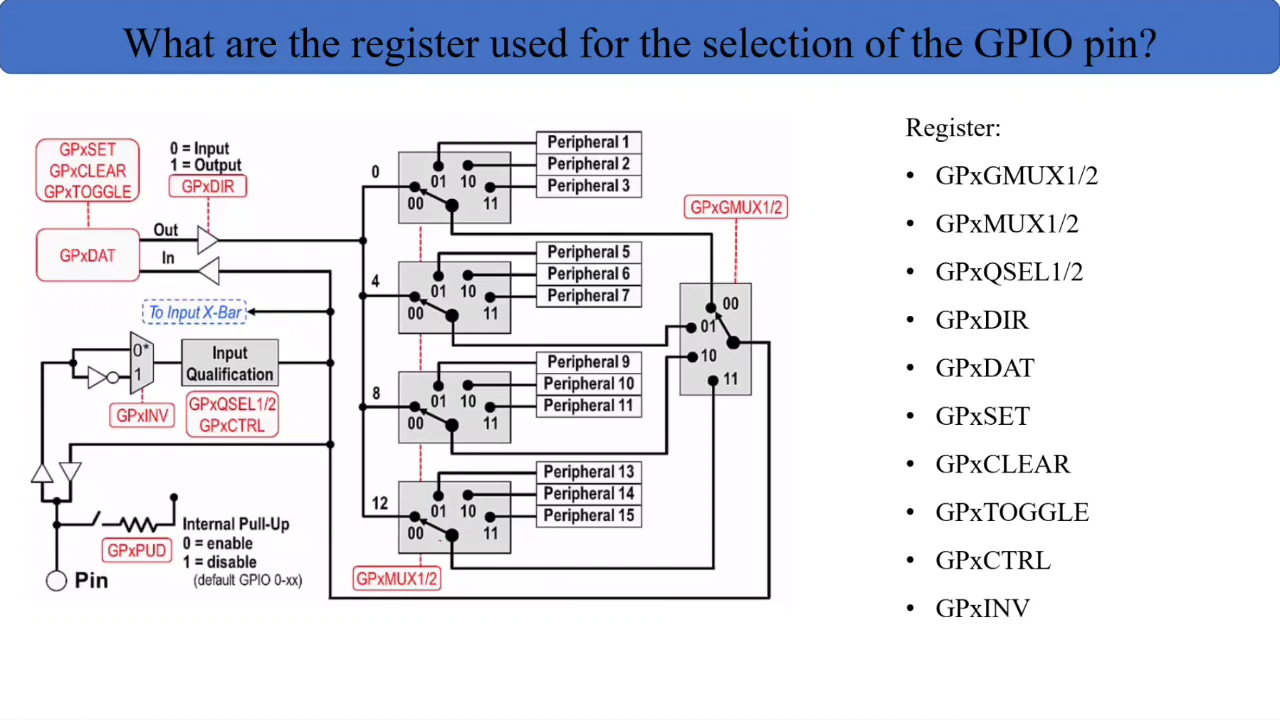 What are the register used for the selection of the GPIO pin?
GPxSET
GPxCLEAR
GPxTOGGLE
0 = Input
1 = Output
GPxDIR
GPxDAT
Out
In
To Input X-Bar
0*
1
GPxINV
Input
Qualification
GPxQSEL1/2
GPxCTRL
GPxPUD
Internal Pull-Up
0 = enable
1 = disable
(default GPIO 0-xx)
Pin
0
01 10
00 11
Peripheral 1
Peripheral 2
Peripheral 3
4
01 10
00 11
Peripheral 5
Peripheral 6
Peripheral 7
8
01 10
00 11
Peripheral 9
Peripheral 10
Peripheral 11
12
01 10
00 11
Peripheral 13
Peripheral 14
Peripheral 15
GPxMUX1/2
GPxGMUX1/2
00
01
10
11
Register:
• GPxGMUX1/2
• GPxMUX1/2
• GPxQSEL1/2
• GPxDIR
• GPxDAT
• GPxSET
• GPxCLEAR
• GPxTOGGLE
• GPxCTRL
• GPxINV